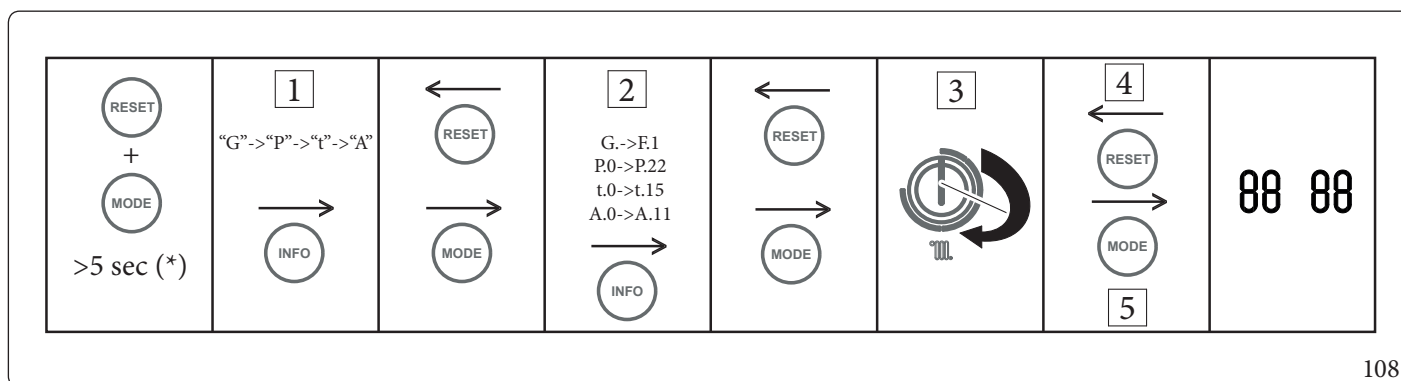 RESET
+
MODE
>5 sec (*)
1
“G”->“P”->“t”->“A”
INFO
RESET
MODE
2
G.->F.1
P.0->P.22
t.0->t.15
A.0->A.11
INFO
RESET
MODE
3
4
RESET
MODE
5
88 88
108